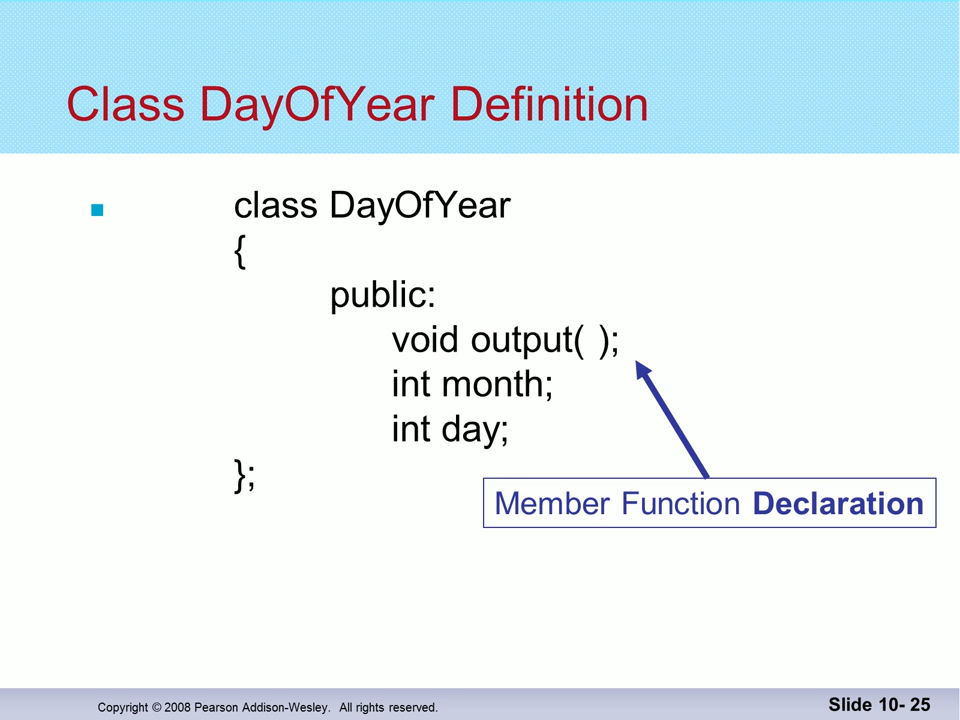 Class DayOfYear Definition
class DayOfYear
{
public:
void output( );
int month;
int day;
};
Member Function Declaration
Copyright © 2008 Pearson Addison-Wesley. All rights reserved.
Slide 10- 25